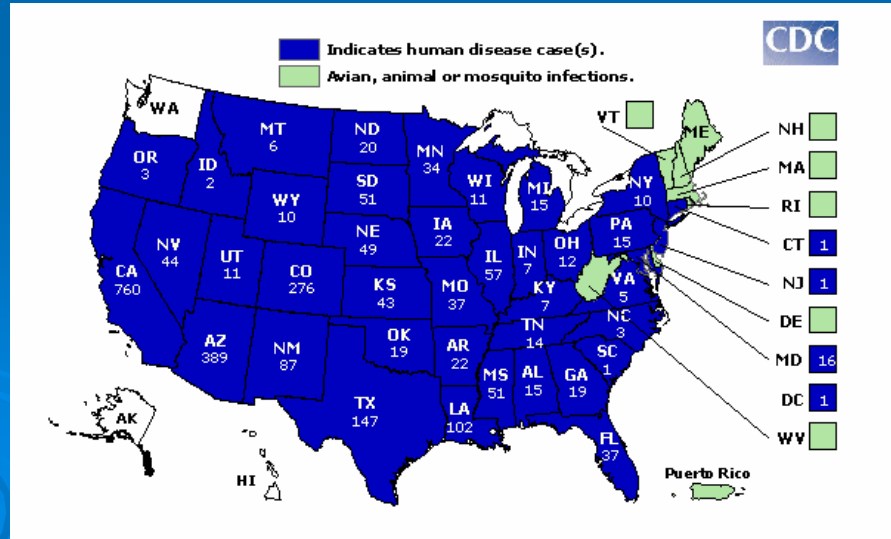 CDC
Indicates human disease case(s).
Avian, animal or mosquito infections.
WA
MT
6
ND
20
MN
34
VT
ME
NH
OR
3
ID
2
SD
51
WI
11
MI
15
NY
10
MA
WY
10
RI
NV
44
UT
11
NE
49
IA
22
IL
57
IN
7
OH
12
PA
15
CT 1
CA
760
CO
276
KS
43
MO
37
KY
7
VA
5
NJ 1
DE
AZ
389
NM
87
OK
19
AR
22
TN
14
NC
3
SC
1
MD 16
TX
147
LA
102
MS
51
AL
15
GA
19
DC 1
AK
HI
FL
37
WV
Puerto Rico